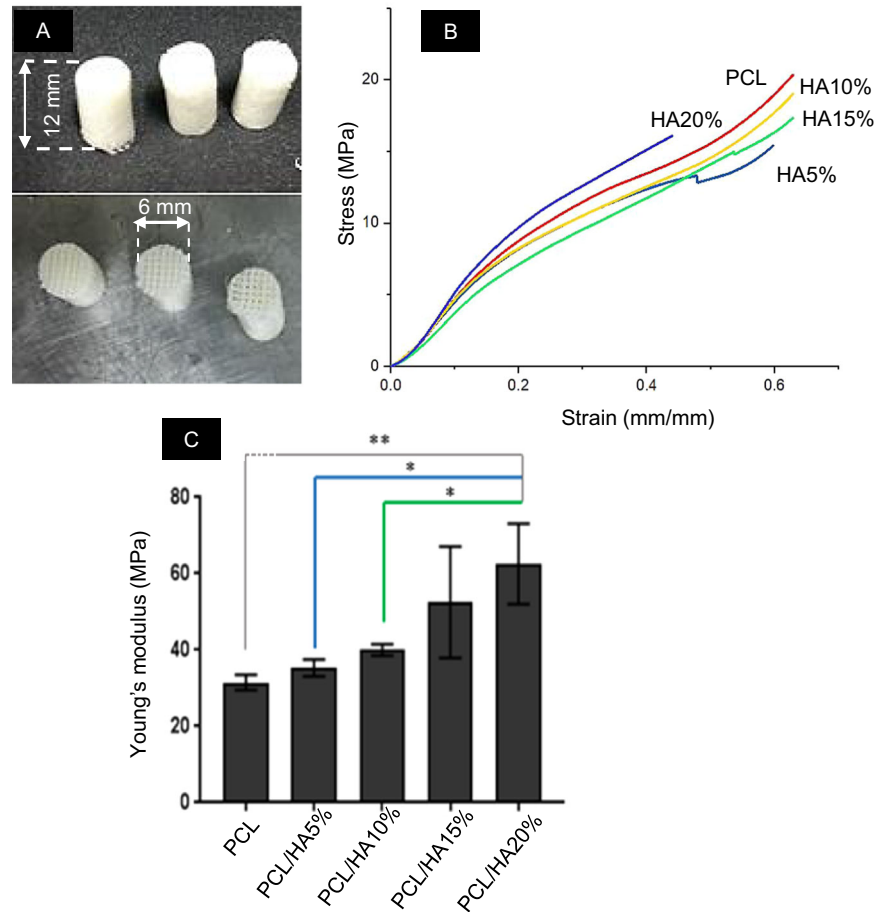 A
12 mm
6 mm
B
Stress (MPa)
20
10
0
PCL
HA10%
HA20%
HA15%
HA5%
0.0
0.2
0.4
0.6
Strain (mm/mm)
C
**
*
*
Young's modulus (MPa)
80
60
40
20
0
PCL
PCL/HA5%
PCL/HA10%
PCL/HA15%
PCL/HA20%